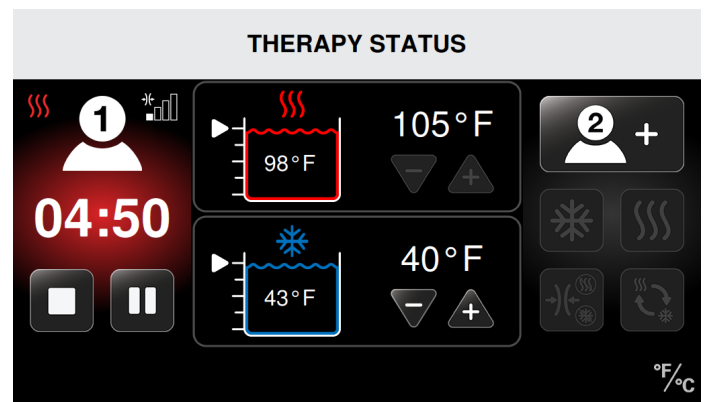 THERAPY STATUS
1
04:50
98°F
105°F
43°F
40°F
2 +
°F/°C